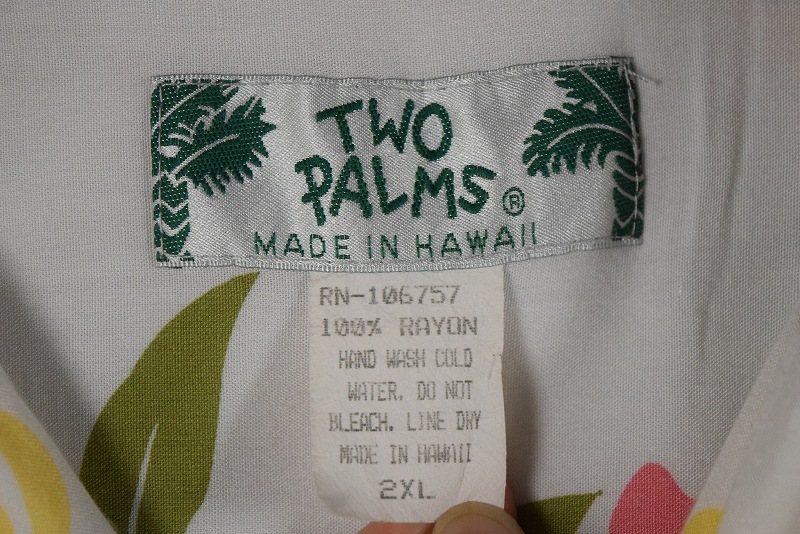 TWO
PALMS®
MADE IN HAWAII
RN-106757
100% RAYON
HAND WASH COLD
WATER. DO NOT
BLEACH. LINE DRY
MADE IN HAWAII
2XL